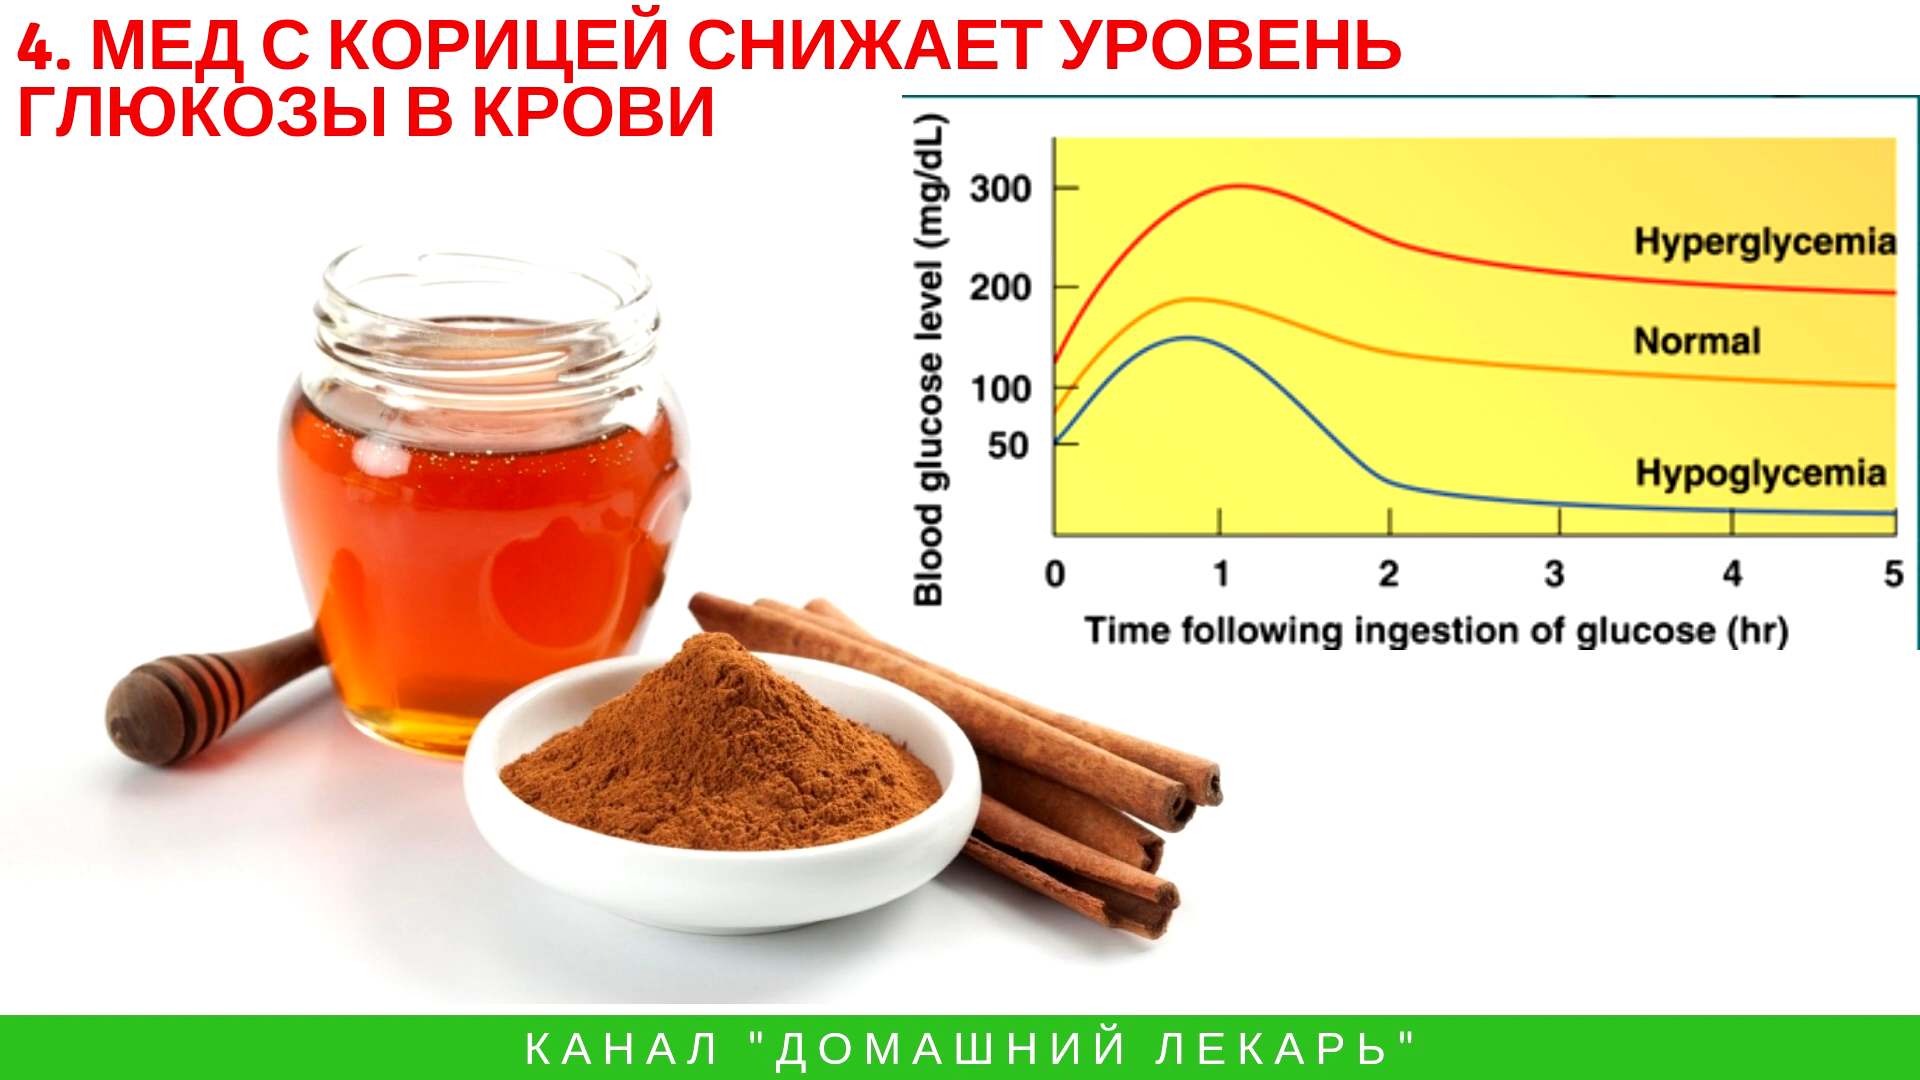 4. МЕД С КОРИЦЕЙ СНИЖАЕТ УРОВЕНЬ
ГЛЮКОЗЫ В КРОВИ
Blood glucose level (mg/dL)
300
200
100
50
Hyperglycemia
Normal
Hypoglycemia
0 1 2 3 4 5
Time following ingestion of glucose (hr)
КАНАЛ "ДОМАШНИЙ ЛЕКАРЬ"